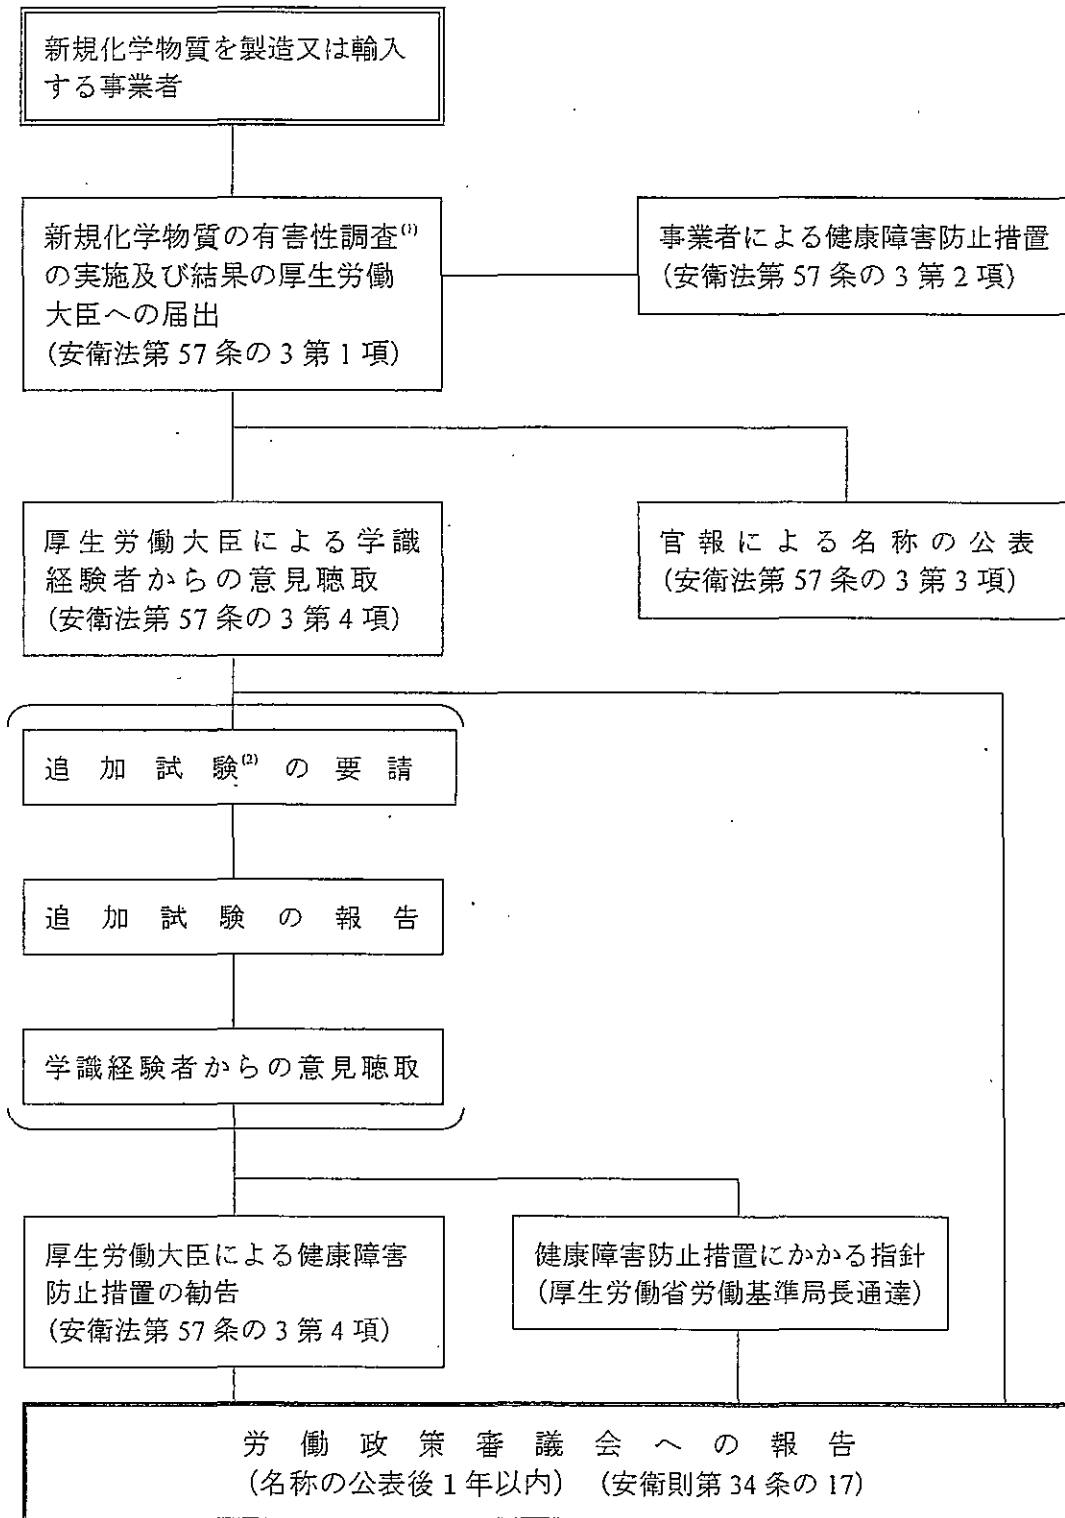 新規化学物質を製造又は輸入
する事業者
新規化学物質の有害性調査(1)
の実施及び結果の厚生労働
大臣への届出
(安衛法第57条の3第1項)
事業者による健康障害防止措置
(安衛法第57条の3第2項)
厚生労働大臣による学識
経験者からの意見聴取
(安衛法第57条の3第4項)
官報による名称の公表
(安衛法第57条の3第3項)
追加試験(2)の要請
追加試験の報告
学識経験者からの意見聴取
厚生労働大臣による健康障害
防止措置の勧告
(安衛法第57条の3第4項)
健康障害防止措置にかかる指針
(厚生労働省労働基準局長通達)
労働政策審議会への報告
(名称の公表後1年以内) (安衛則第34条の17)